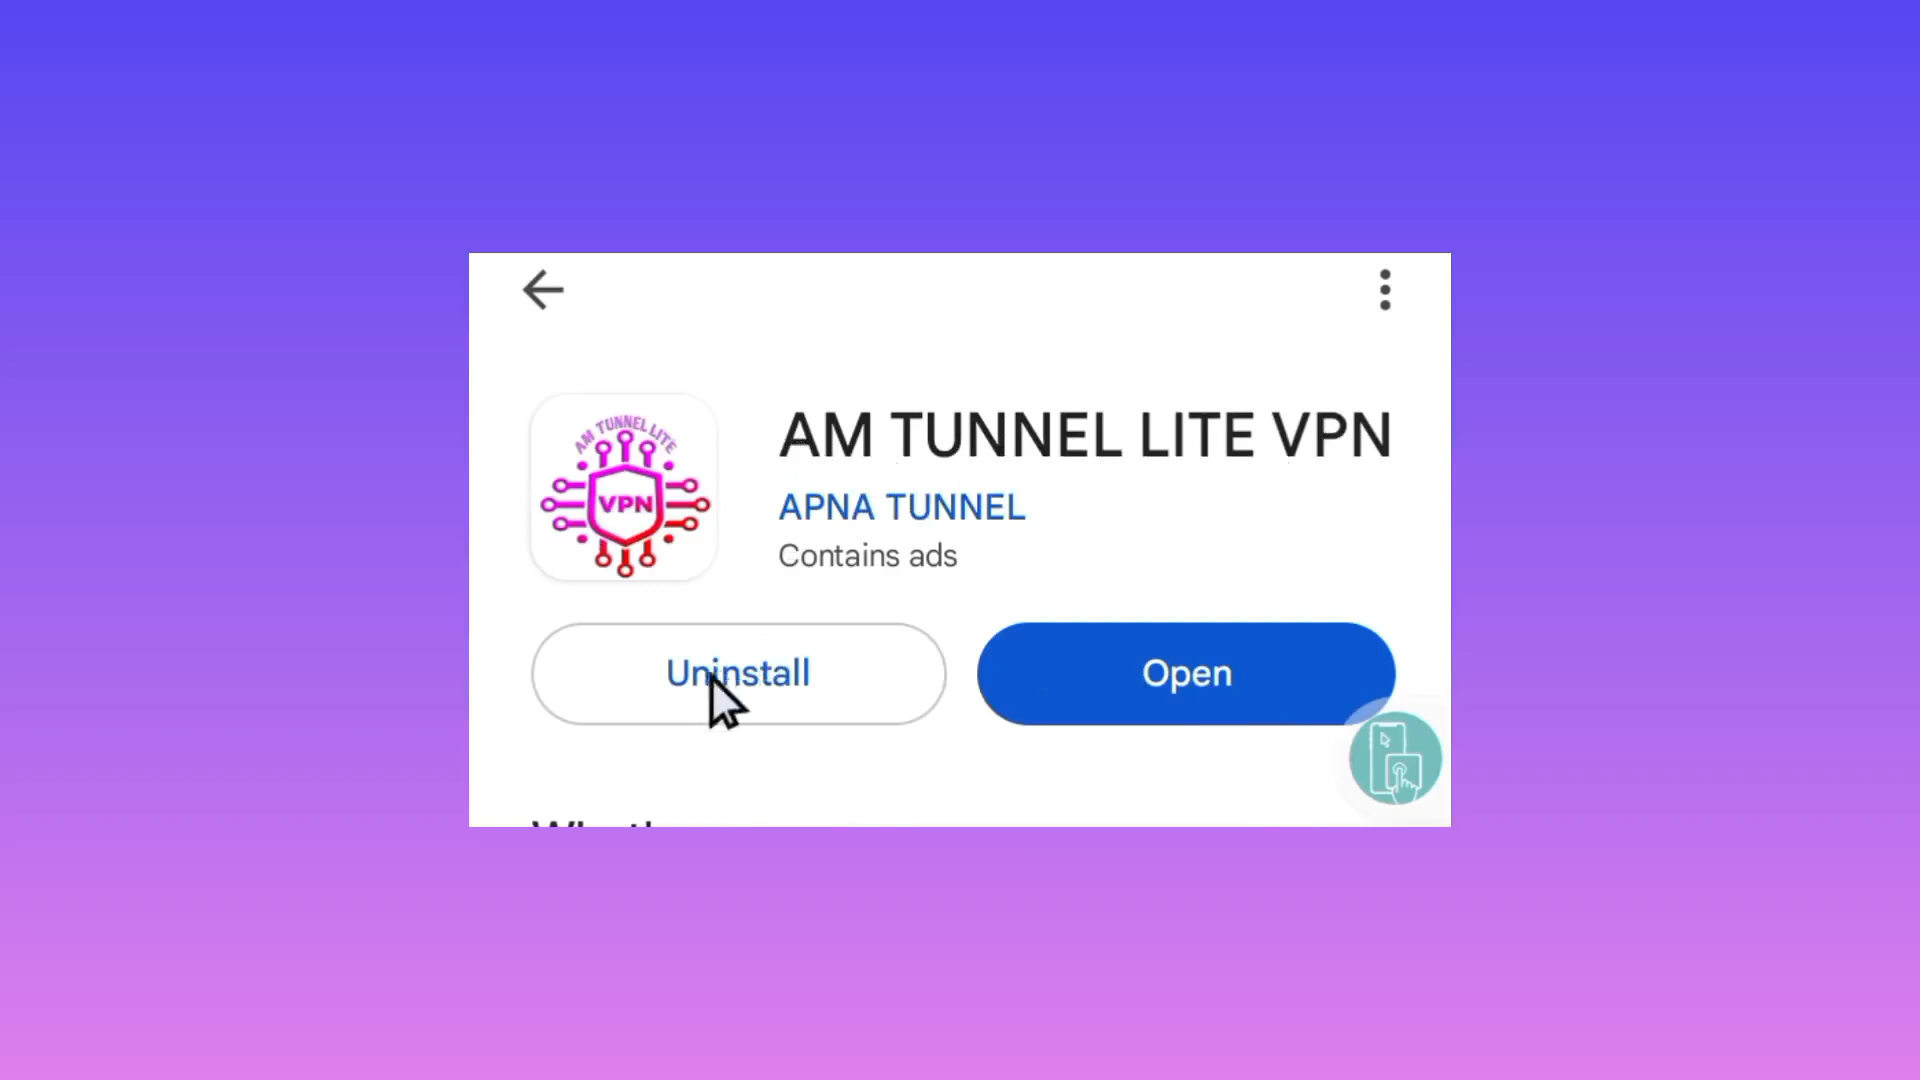 AM TUNNEL LITE VPN
AM TUNNEL LITE
VPN
APNA TUNNEL
Contains ads
Uninstall
Open